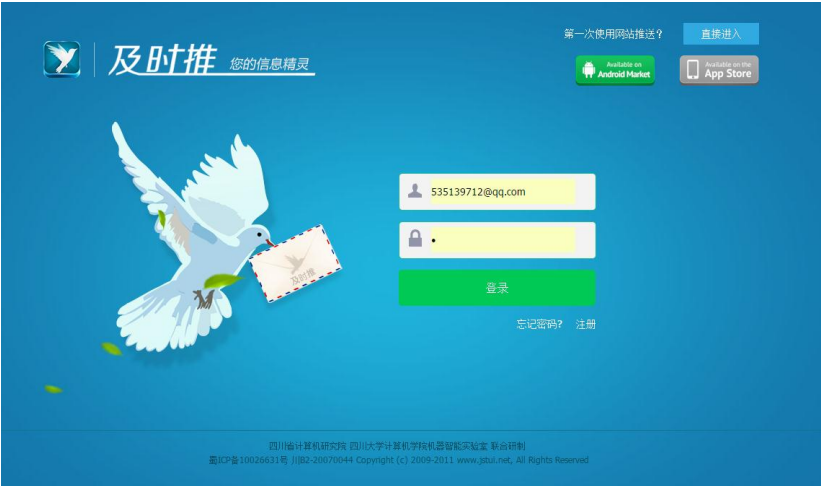 第一次使用网站推送？ 直接进入
及时推 您的信息精灵
Available on Android Market
Available on the App Store
535139712@qq.com
•
登录
忘记密码？ 注册
及时推
四川省计算机研究院 四川大学计算机学院机器智能实验室 联合研制
蜀ICP备10026631号 川B2-20070044 Copyright (c) 2009-2011 www.jstui.net, All Rights Reserved